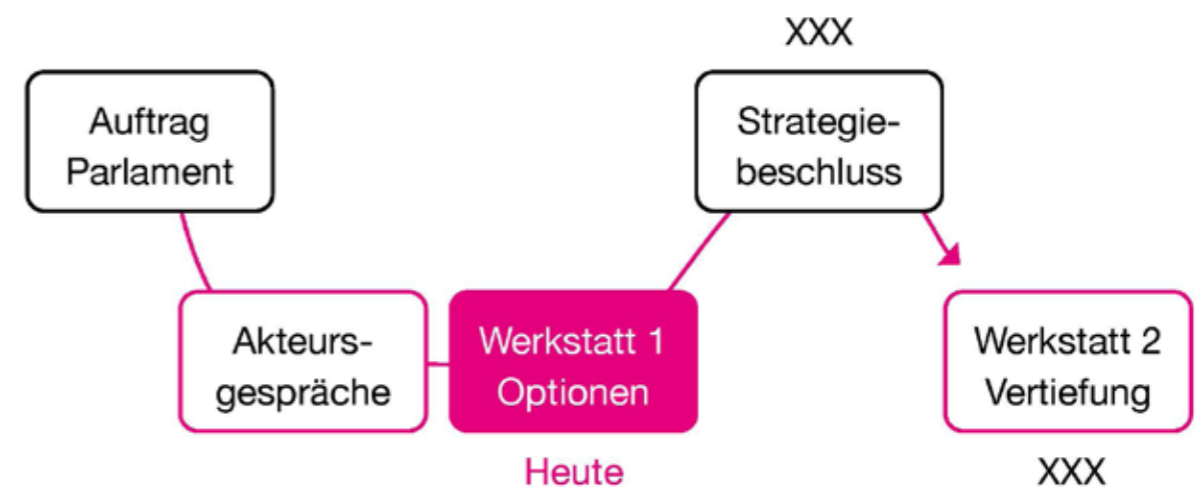 XXX
Auftrag
Parlament
Strategie-
beschluss
Akteurs-
gespräche
Werkstatt 1
Optionen
Werkstatt 2
Vertiefung
Heute
XXX